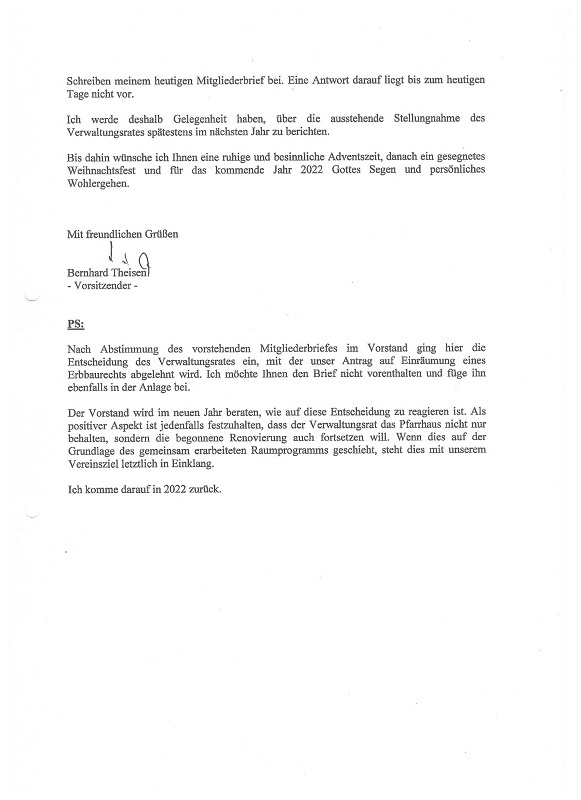 Schreiben meinem heutigen Mitgliederbrief bei. Eine Antwort darauf liegt bis zum heutigen
Tage nicht vor.
Ich werde deshalb Gelegenheit haben, über die ausstehende Stellungnahme des
Verwaltungsrates spätestens im nächsten Jahr zu berichten.
Bis dahin wünsche ich Ihnen eine ruhige und besinnliche Adventszeit, danach ein gesegnetes
Weihnachtsfest und für das kommende Jahr 2022 Gottes Segen und persönliches
Wohlergehen.
Mit freundlichen Grüßen
Bernhard Theisen
- Vorsitzender -
PS:
Nach Abstimmung des vorstehenden Mitgliederbriefes im Vorstand ging hier die
Entscheidung des Verwaltungsrates ein, mit der unser Antrag auf Einräumung eines
Erbbaurechts abgelehnt wird. Ich möchte Ihnen den Brief nicht vorenthalten und füge ihn
ebenfalls in der Anlage bei.
Der Vorstand wird im neuen Jahr beraten, wie auf diese Entscheidung zu reagieren ist. Als
positiver Aspekt ist jedenfalls festzuhalten, dass der Verwaltungsrat das Pfarrhaus nicht nur
behalten, sondern die begonnene Renovierung auch fortsetzen will. Wenn dies auf der
Grundlage des gemeinsam erarbeiteten Raumprogramms geschieht, steht dies mit unserem
Vereinsziel letztlich in Einklang.
Ich komme darauf in 2022 zurück.